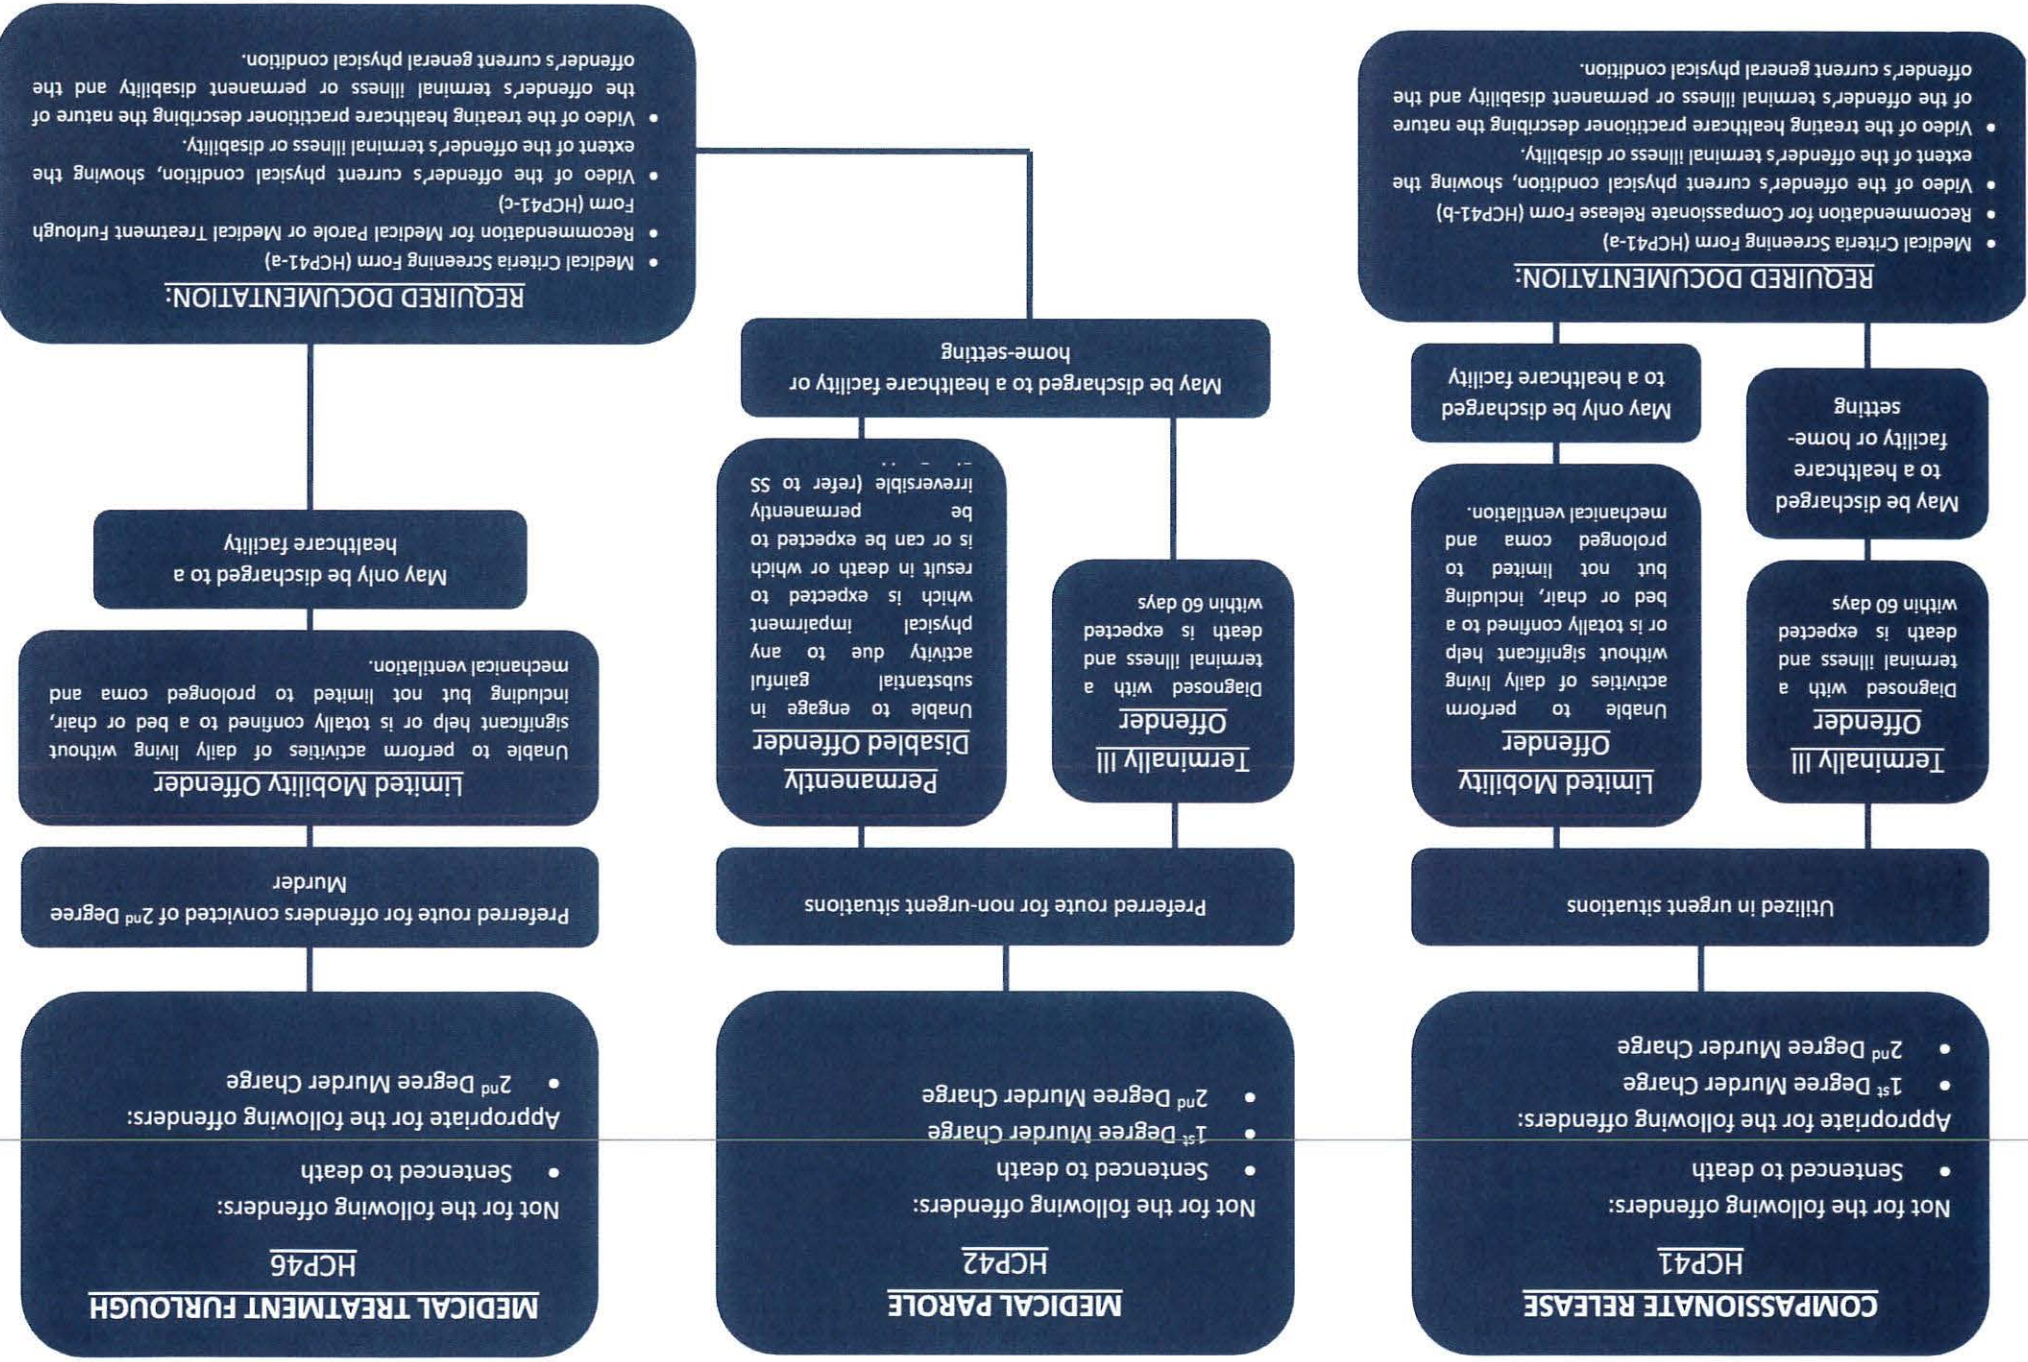 COMPASSIONATE RELEASE
HCP41
Not for the following offenders:
• Sentenced to death
Appropriate for the following offenders:
• 1st Degree Murder Charge
• 2nd Degree Murder Charge
Utilized in urgent situations
Terminally Ill
Offender
Diagnosed with a
terminal illness and
death is expected
within 60 days
May be discharged
to a healthcare
facility or home-
setting
Limited Mobility
Offender
Unable to perform
activities of daily living
without significant help
or is totally confined to a
bed or chair, including
but not limited to
prolonged coma and
mechanical ventilation.
May only be discharged
to a healthcare facility
REQUIRED DOCUMENTATION:
• Medical Criteria Screening Form (HCP41-a)
• Recommendation for Compassionate Release Form (HCP41-b)
• Video of the offender's current physical condition, showing the
extent of the offender's terminal illness or disability.
• Video of the treating healthcare practitioner describing the nature
of the offender's terminal illness or permanent disability and the
offender's current general physical condition.
MEDICAL PAROLE
HCP42
Not for the following offenders:
• Sentenced to death
• 1st Degree Murder Charge
• 2nd Degree Murder Charge
Preferred route for non-urgent situations
Terminally Ill
Offender
Diagnosed with a
terminal illness and
death is expected
within 60 days
Permanently
Disabled Offender
Unable to engage in
substantial gainful
activity due to any
physical impairment
which is expected to
result in death or which
is or can be expected to
be permanently
irreversible (refer to SS
May be discharged to a healthcare facility or
home-setting
MEDICAL TREATMENT FURLOUGH
HCP46
Not for the following offenders:
• Sentenced to death
Appropriate for the following offenders:
• 2nd Degree Murder Charge
Preferred route for offenders convicted of 2nd Degree
Murder
Limited Mobility Offender
Unable to perform activities of daily living without
significant help or is totally confined to a bed or chair,
including but not limited to prolonged coma and
mechanical ventilation.
May only be discharged to a
healthcare facility
REQUIRED DOCUMENTATION:
• Medical Criteria Screening Form (HCP41-a)
• Recommendation for Medical Parole or Medical Treatment Furlough
Form (HCP41-c)
• Video of the offender's current physical condition, showing the
extent of the offender's terminal illness or disability.
• Video of the treating healthcare practitioner describing the nature of
the offender's terminal illness or permanent disability and the
offender's current general physical condition.